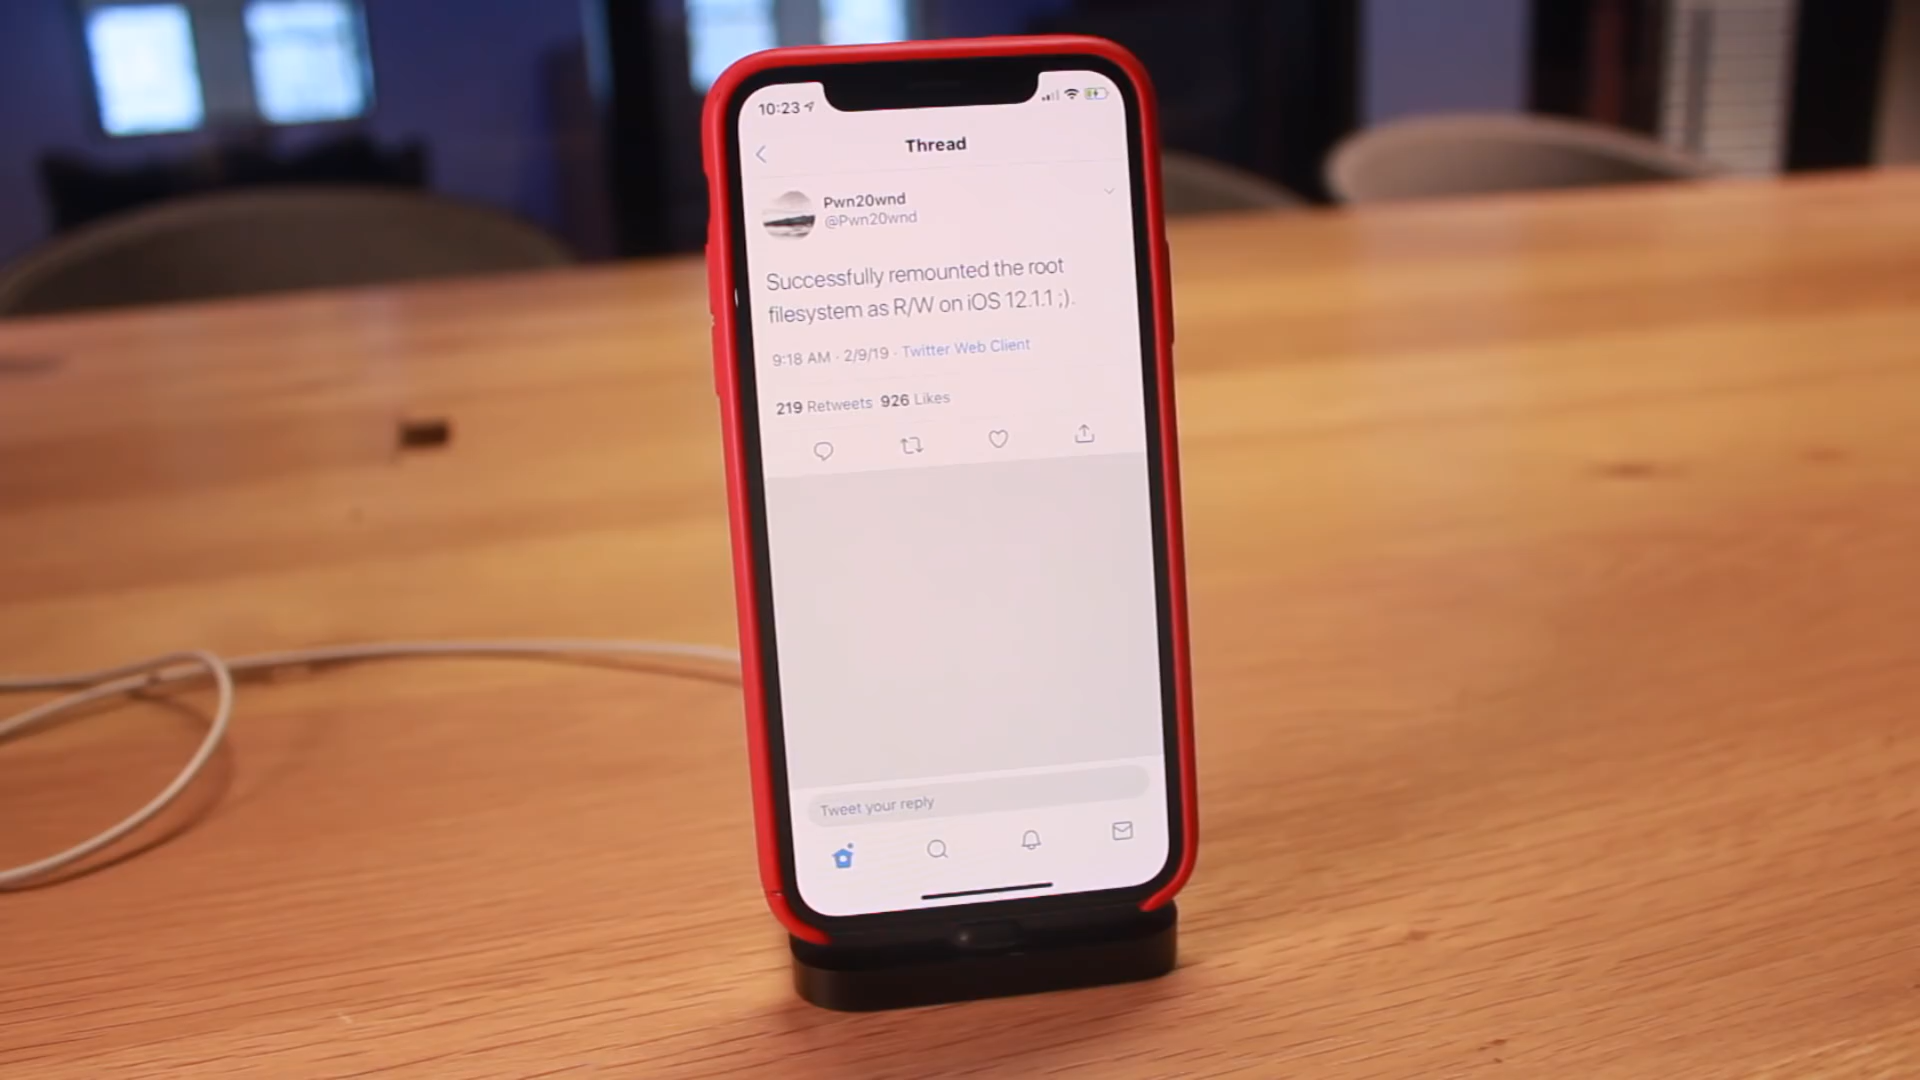 10:23
Thread
Pwn20wnd
@Pwn20wnd
Successfully remounted the root
filesystem as R/W on iOS 12.1.1 ;).
9:18 AM · 2/9/19 · Twitter Web Client
219 Retweets 926 Likes
Tweet your reply